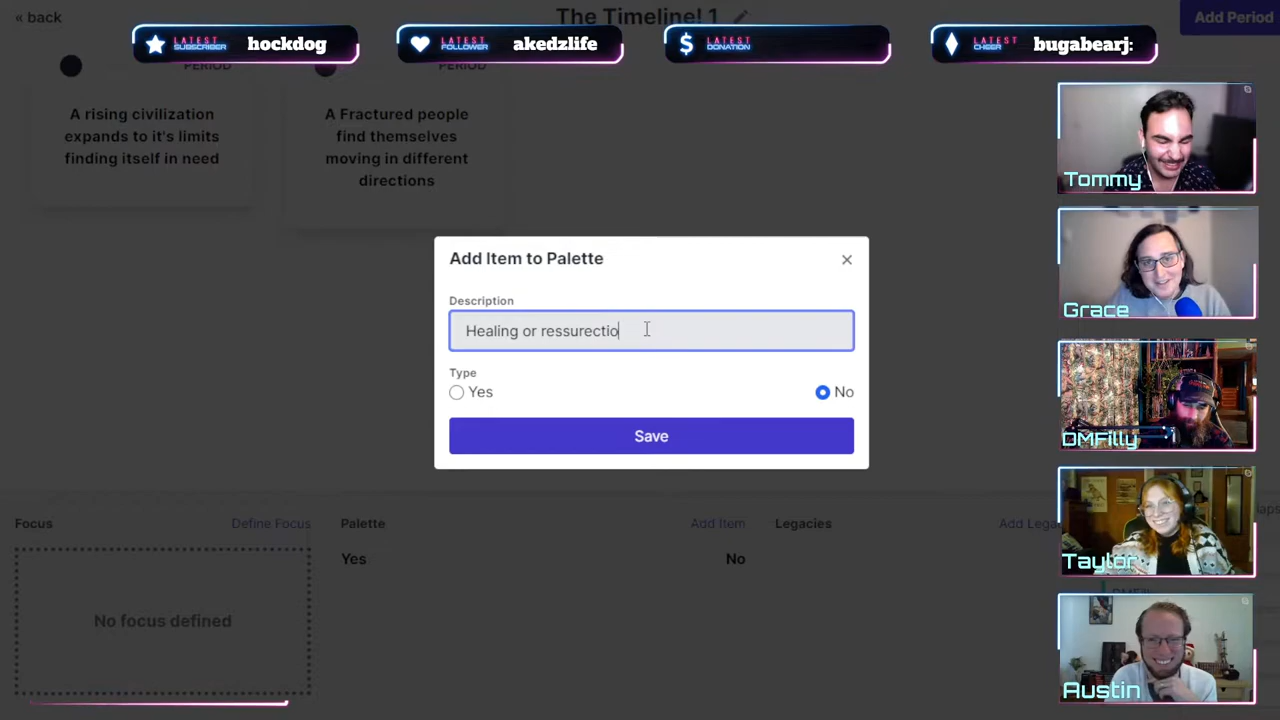 « back
The Timeline! 1
Add Period
LATEST SUBSCRIBER hockdog
LATEST FOLLOWER akedzlife
LATEST DONATION
LATEST CHEER bugabearj:
PERIOD
PERIOD
A rising civilization
expands to it's limits
finding itself in need
A Fractured people
find themselves
moving in different
directions
Add Item to Palette
Description
Healing or ressurectio
Type
Yes
No
Save
Focus
Define Focus
Palette
Add Item
Legacies
Yes
No
No focus defined
Tommy
Grace
DMFilly
Taylor
Austin